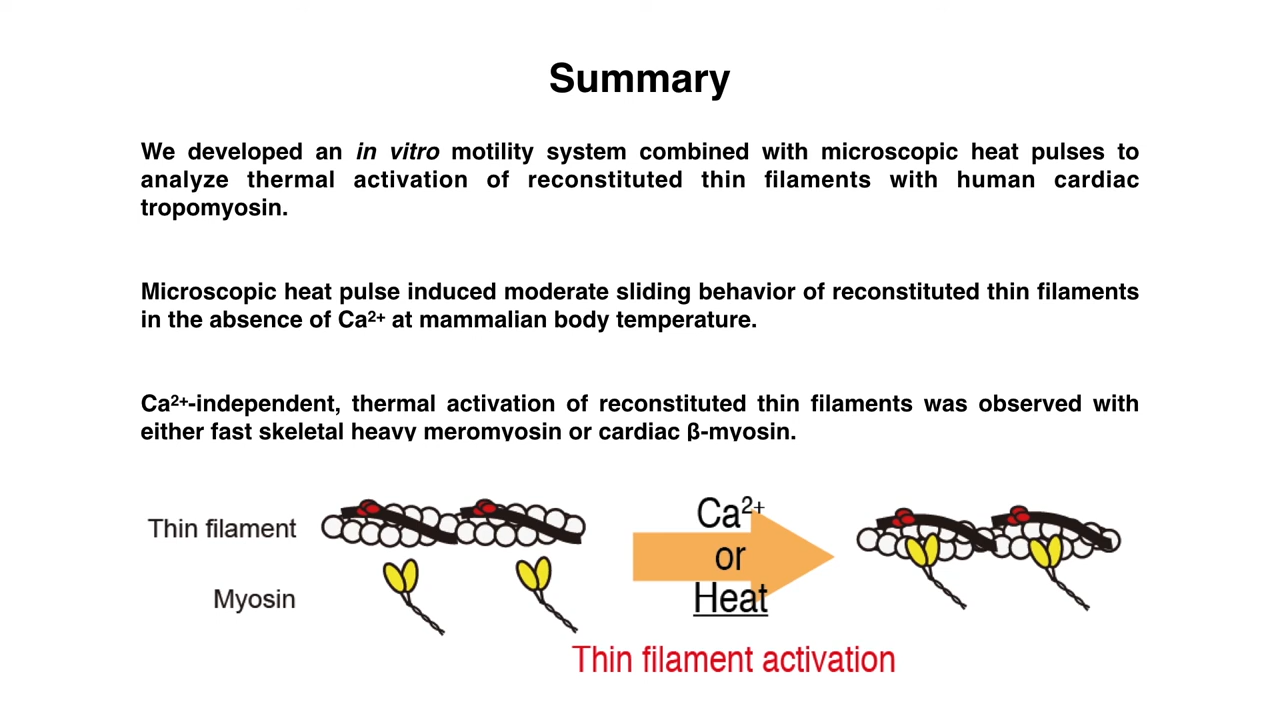 Summary
We developed an in vitro motility system combined with microscopic heat pulses to
analyze thermal activation of reconstituted thin filaments with human cardiac
tropomyosin.
Microscopic heat pulse induced moderate sliding behavior of reconstituted thin filaments
in the absence of Ca²⁺ at mammalian body temperature.
Ca²⁺-independent, thermal activation of reconstituted thin filaments was observed with
either fast skeletal heavy meromyosin or cardiac β-myosin.
Thin filament
Myosin
Ca²⁺
or
Heat
Thin filament activation